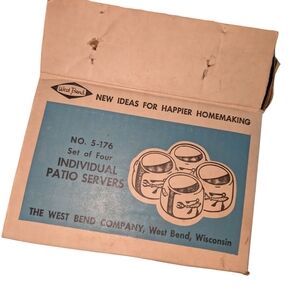 West Bend
NEW IDEAS FOR HAPPIER HOMEMAKING
NO. 5-176
Set of Four
INDIVIDUAL
PATIO SERVERS
THE WEST BEND COMPANY, West Bend, Wisconsin